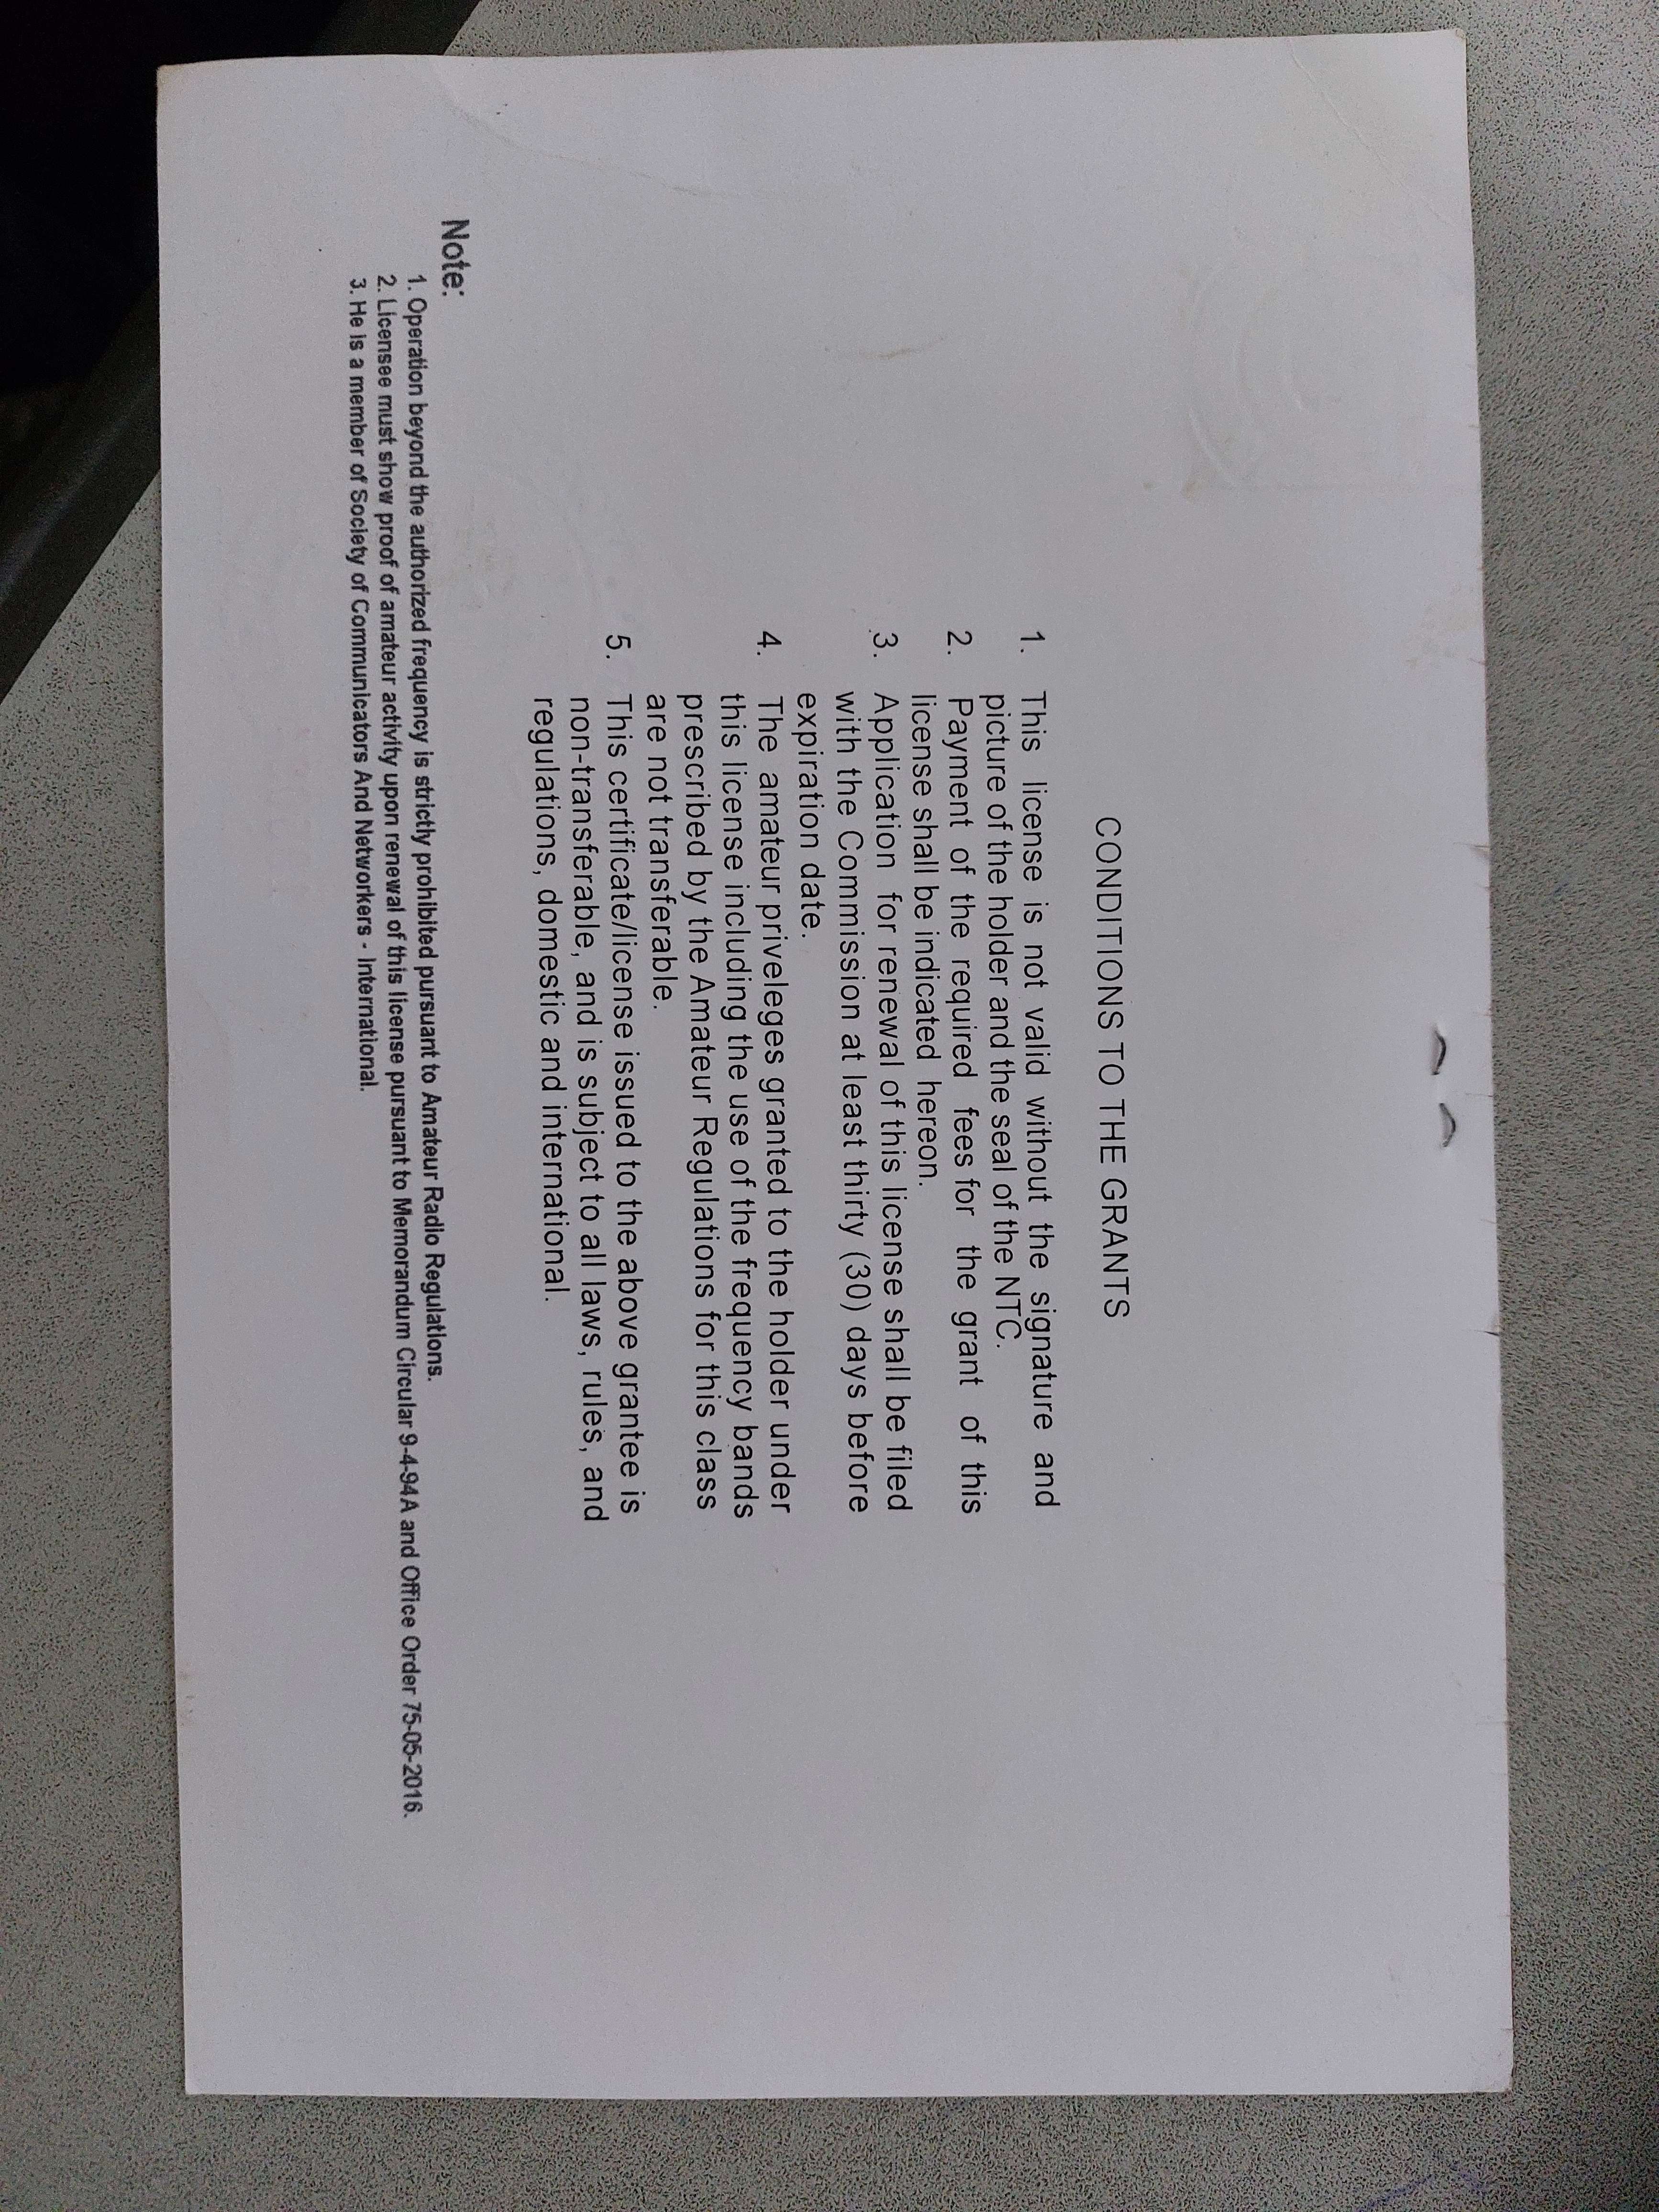 CONDITIONS TO THE GRANTS
1. This license is not valid without the signature and
picture of the holder and the seal of the NTC.
2. Payment of the required fees for the grant of this
license shall be indicated hereon.
3. Application for renewal of this license shall be filed
with the Commission at least thirty (30) days before
expiration date.
4. The amateur priveleges granted to the holder under
this license including the use of the frequency bands
prescribed by the Amateur Regulations for this class
are not transferable.
5. This certificate/license issued to the above grantee is
non-transferable, and is subject to all laws, rules, and
regulations, domestic and international.
Note:
1. Operation beyond the authorized frequency is strictly prohibited pursuant to Amateur Radio Regulations.
2. Licensee must show proof of amateur activity upon renewal of this license pursuant to Memorandum Circular 9-4-94A and Office Order 75-05-2016.
3. He is a member of Society of Communicators And Networkers - International.